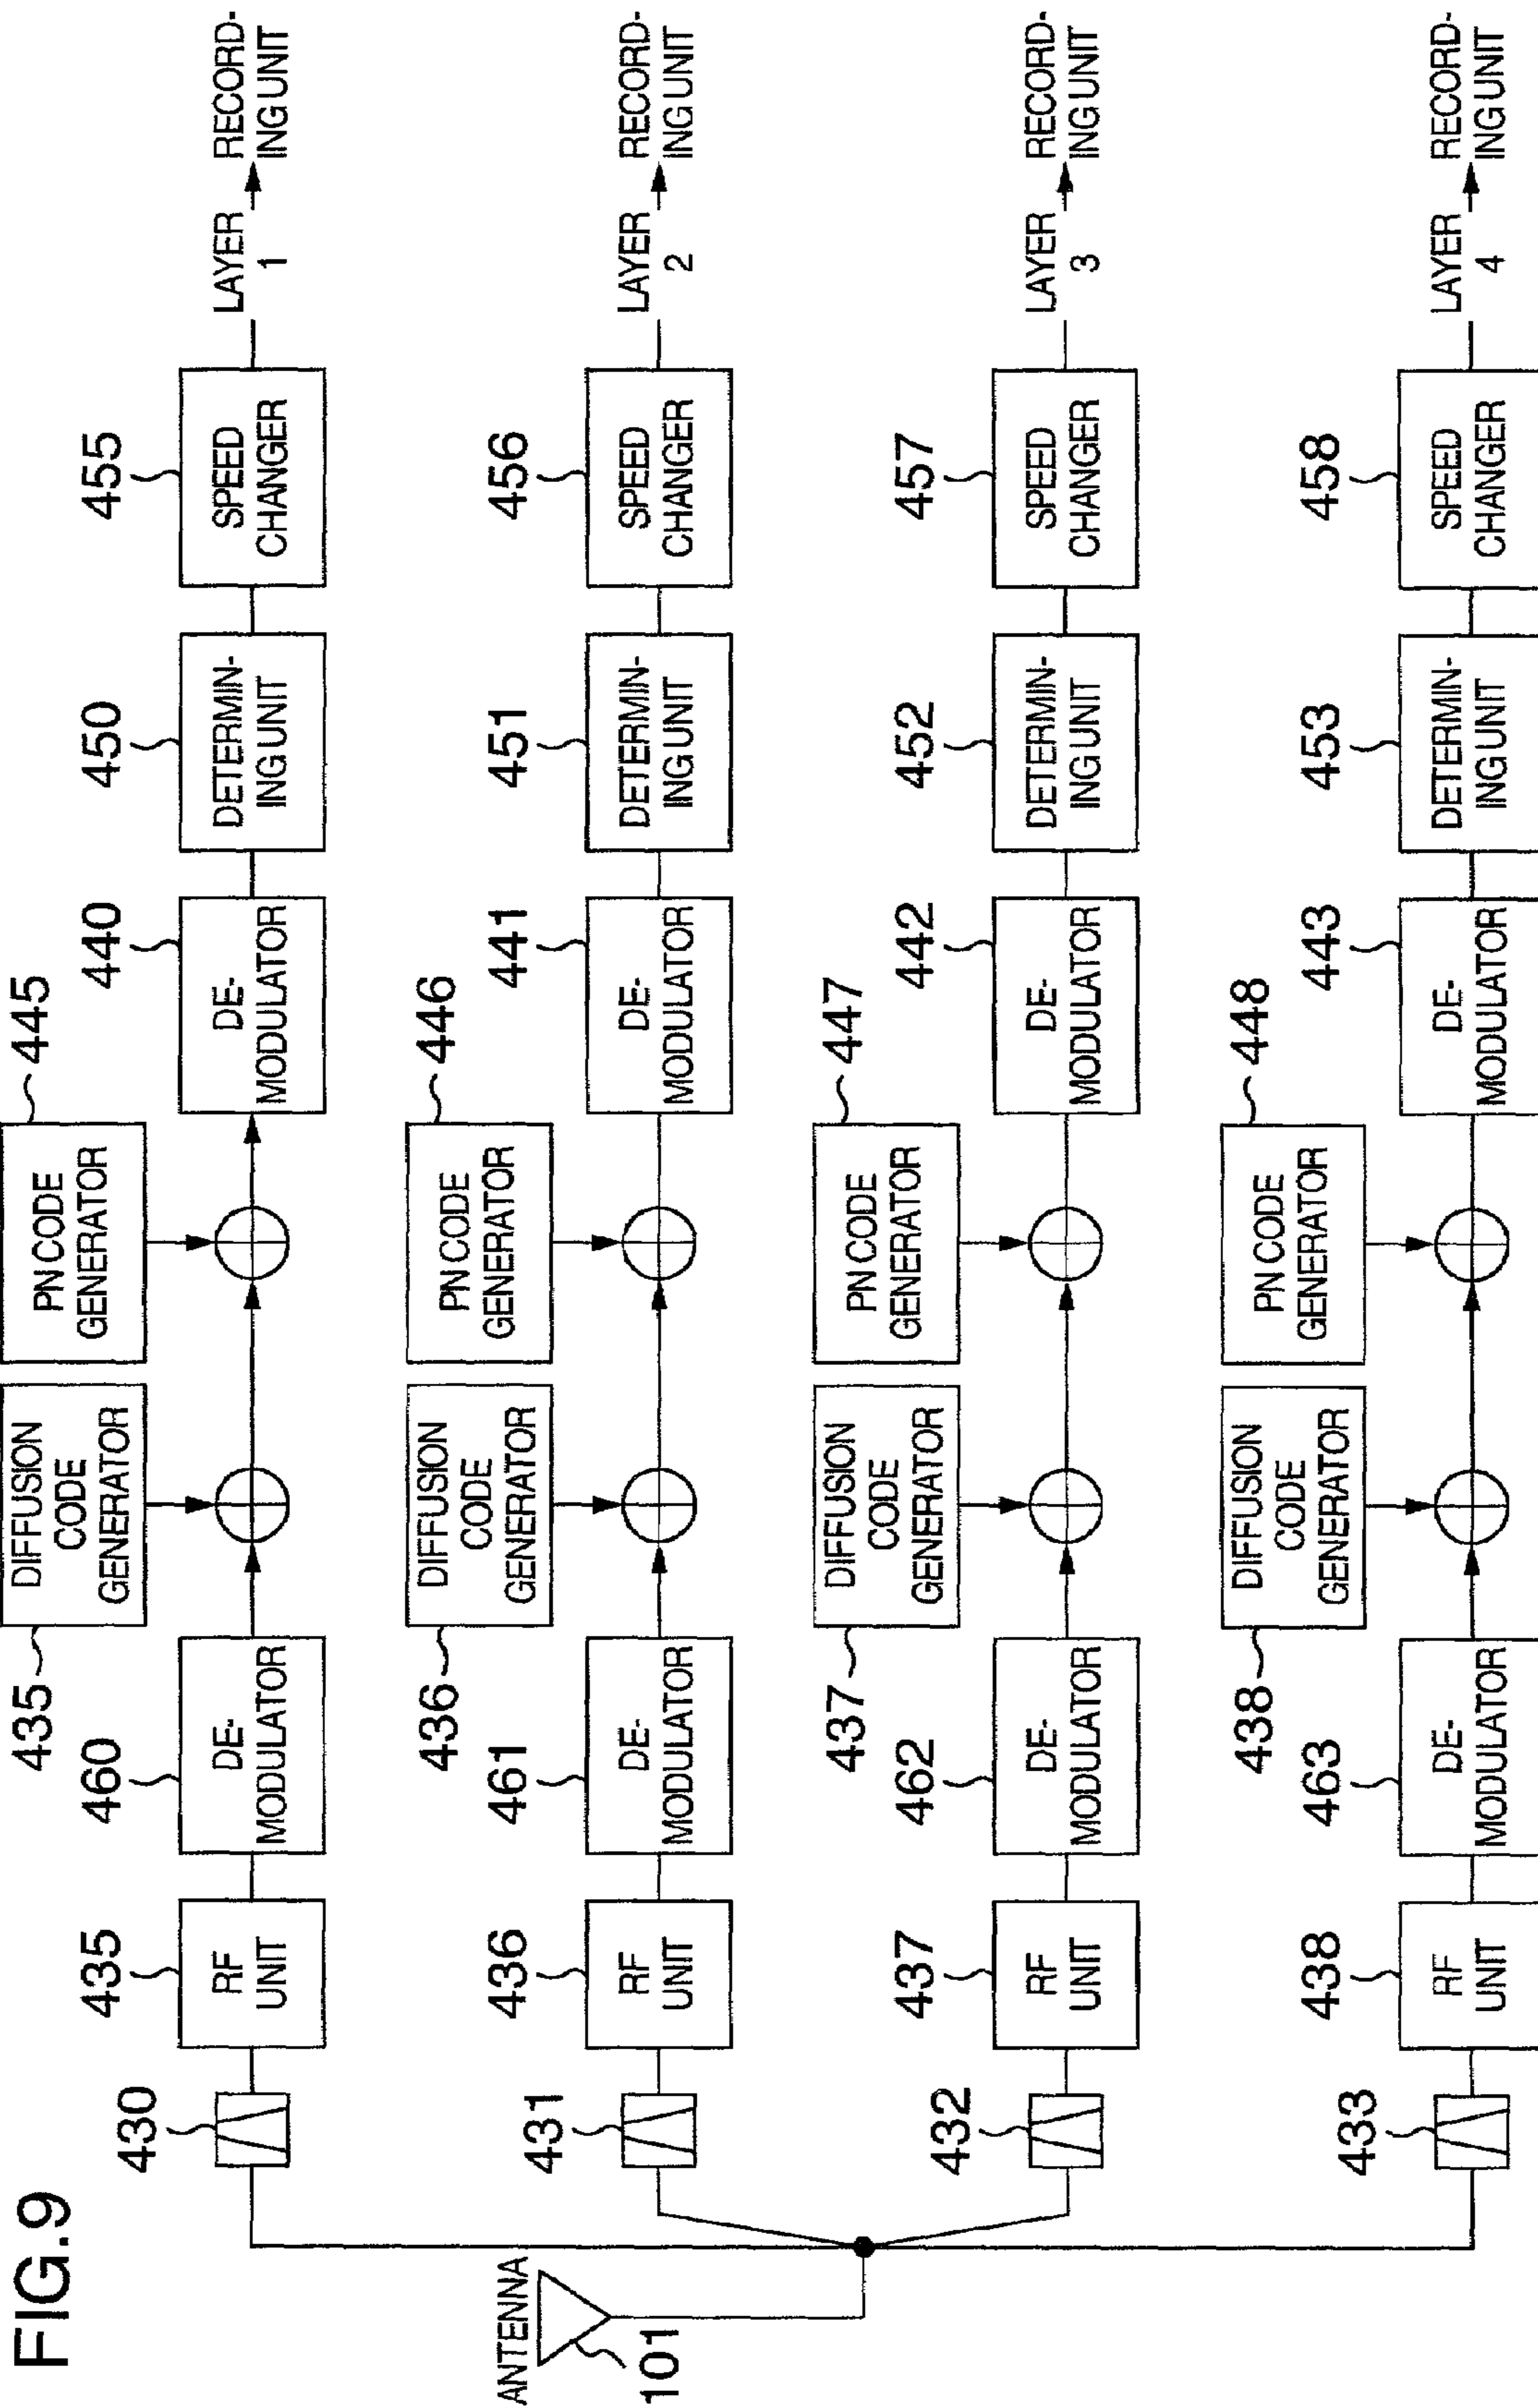 FIG.9
ANTENNA
101
430
435
RF
UNIT
460
DE-
MODULATOR
435
DIFFUSION
CODE
GENERATOR
445
PN CODE
GENERATOR
440
DE-
MODULATOR
450
DETERMIN-
ING UNIT
455
SPEED
CHANGER
LAYER
1
RECORD-
ING UNIT
431
436
RF
UNIT
461
DE-
MODULATOR
436
DIFFUSION
CODE
GENERATOR
446
PN CODE
GENERATOR
441
DE-
MODULATOR
451
DETERMIN-
ING UNIT
456
SPEED
CHANGER
LAYER
2
RECORD-
ING UNIT
432
437
RF
UNIT
462
DE-
MODULATOR
437
DIFFUSION
CODE
GENERATOR
447
PN CODE
GENERATOR
442
DE-
MODULATOR
452
DETERMIN-
ING UNIT
457
SPEED
CHANGER
LAYER
3
RECORD-
ING UNIT
433
438
RF
UNIT
463
DE-
MODULATOR
438
DIFFUSION
CODE
GENERATOR
448
PN CODE
GENERATOR
443
DE-
MODULATOR
453
DETERMIN-
ING UNIT
458
SPEED
CHANGER
LAYER
4
RECORD-
ING UNIT